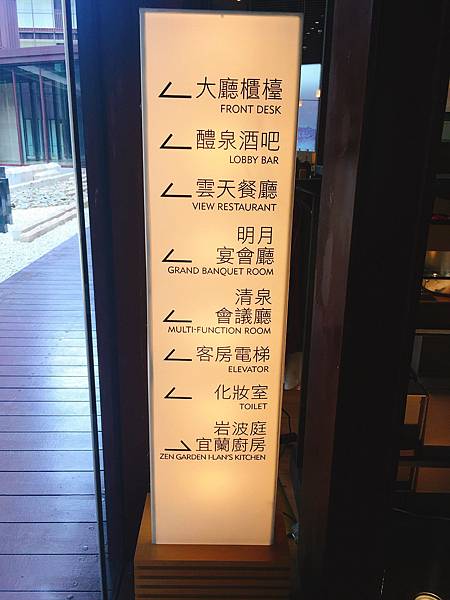 大廳櫃檯
FRONT DESK
醴泉酒吧
LOBBY BAR
雲天餐廳
VIEW RESTAURANT
明月
宴會廳
GRAND BANQUET ROOM
清泉
會議廳
MULTI-FUNCTION ROOM
客房電梯
ELEVATOR
化妝室
TOILET
岩波庭
宜蘭廚房
ZEN GARDEN I-LAN'S KITCHEN